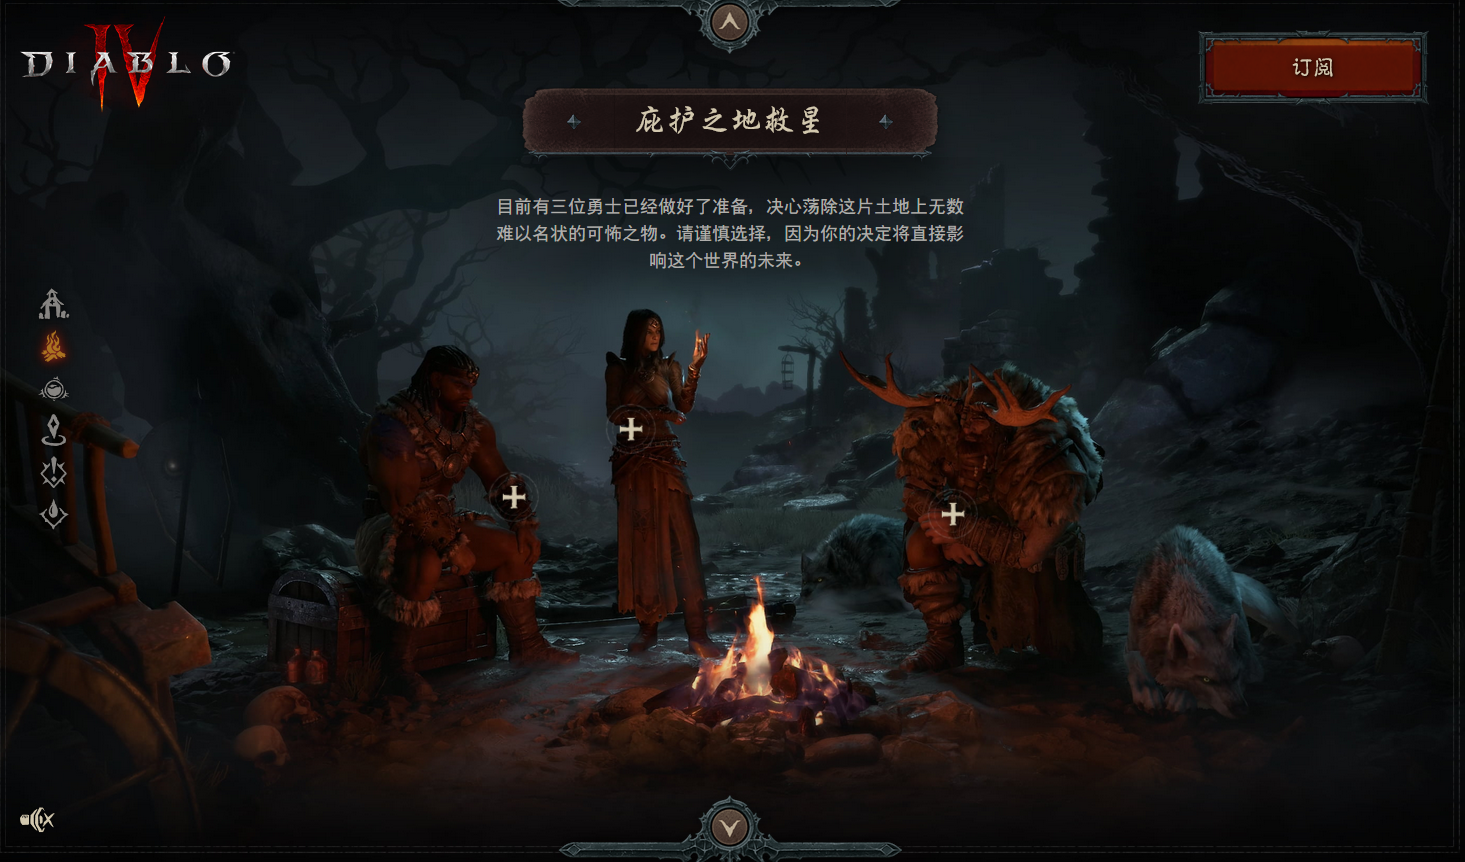 DIABLO
IV
订阅
庇护之地救星
目前有三位勇士已经做好了准备，决心荡除这片土地上无数
难以名状的可怖之物。请谨慎选择，因为你的决定将直接影
响这个世界的未来。